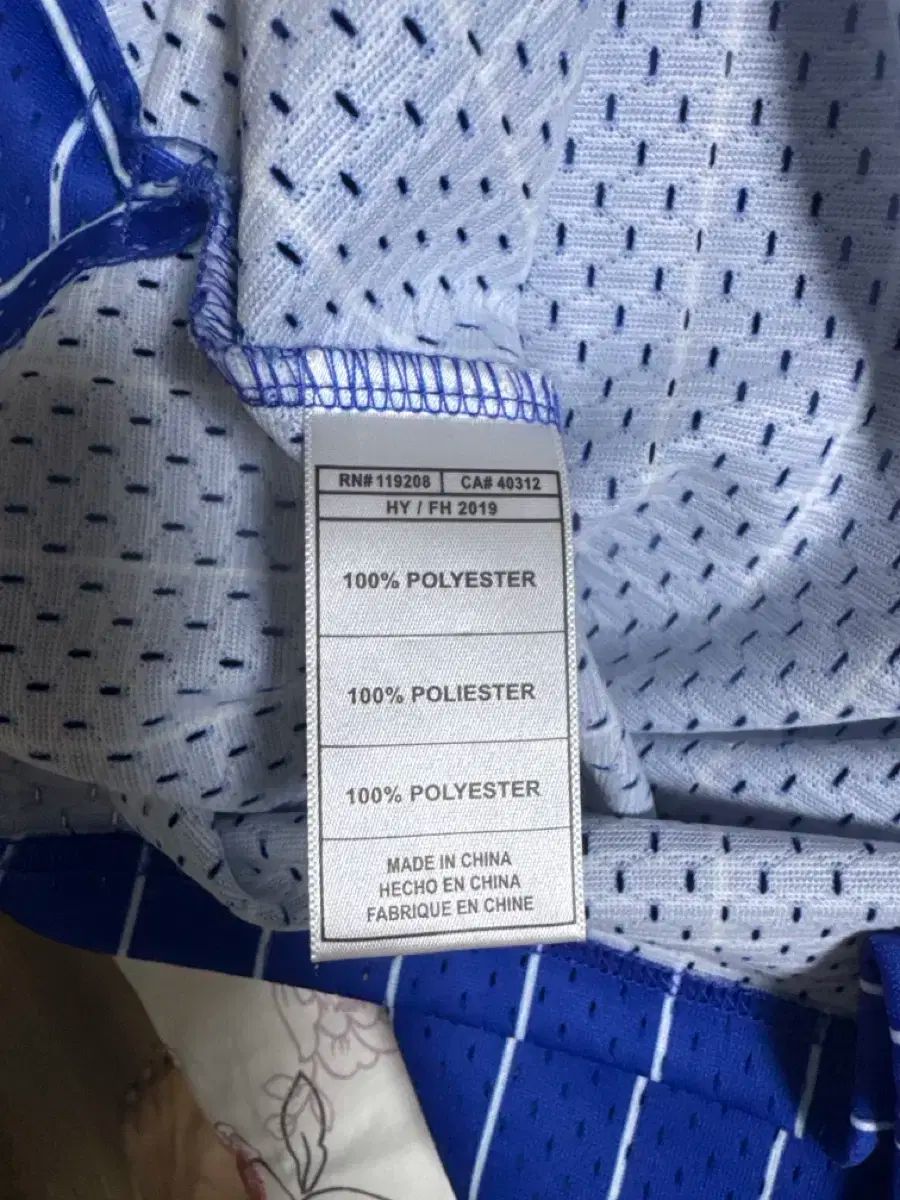 RN# 119208 CA# 40312
HY / FH 2019
100% POLYESTER
100% POLIESTER
100% POLYESTER
MADE IN CHINA
HECHO EN CHINA
FABRIQUE EN CHINE